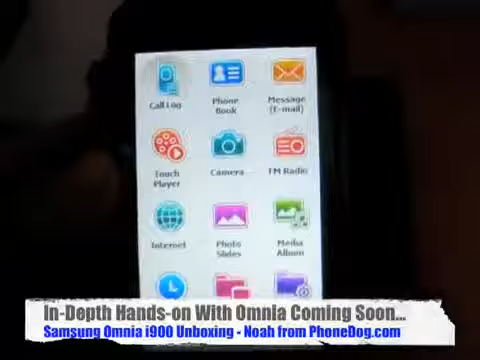 Call Log
Phone
Book
Message
(E-mail)
Touch
Player
Camera
FM Radio
Internet
Photo
Slides
Media
Album
In-Depth Hands-on With Omnia Coming Soon...
Samsung Omnia i900 Unboxing - Noah from PhoneDog.com